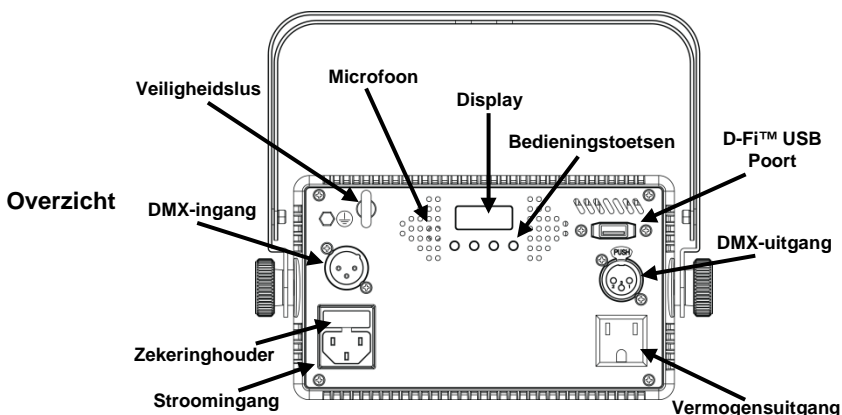 Veiligheidslus
Microfoon
Display
Bedieningstoetsen
D-Fi™ USB
Poort
Overzicht
DMX-ingang
PUSH
DMX-uitgang
Zekeringhouder
Stroomingang
Vermogensuitgang